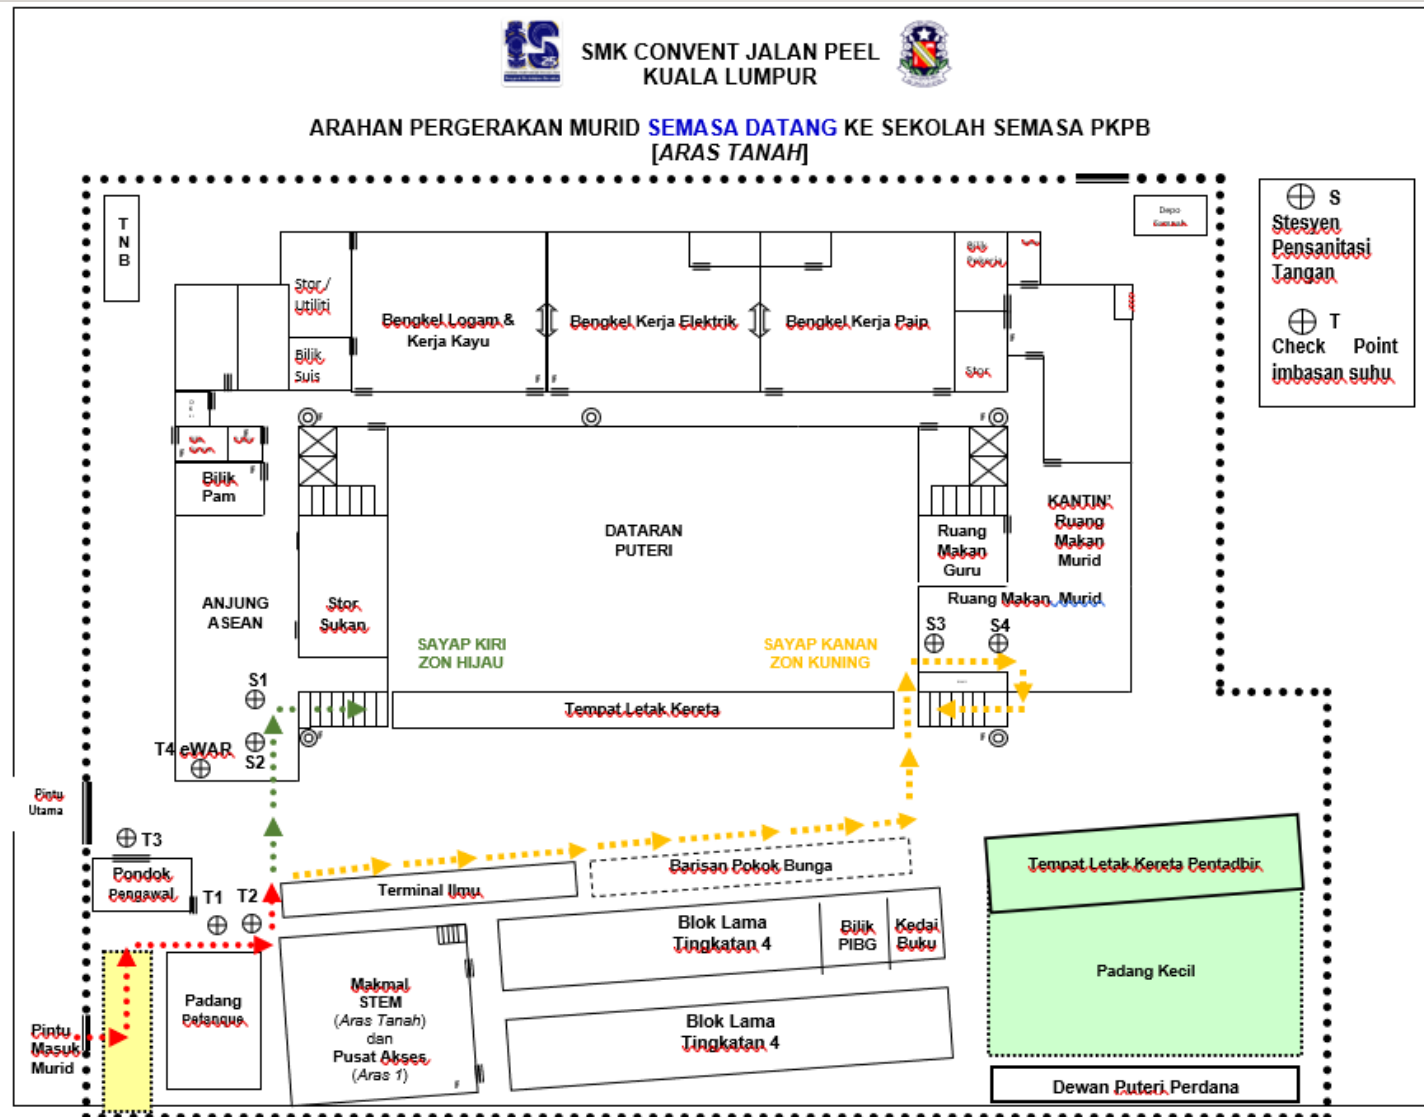 SMK CONVENT JALAN PEEL
KUALA LUMPUR
ARAHAN PERGERAKAN MURID SEMASA DATANG KE SEKOLAH SEMASA PKPB
[ARAS TANAH]
S
Stesyen
Pensanitasi
Tangan
T
Check Point
imbasan suhu
T
N
B
Depo
Stor /
Utiliti
Bilik
Suis
Bengkel Logam &
Kerja Kayu
Bengkel Kerja Elektrik
Bengkel Kerja Paip
Bilik
Stor
Bilik
Pam
ANJUNG
ASEAN
Stor
Sukan
DATARAN
PUTERI
Ruang
Makan
Guru
KANTIN'
Ruang
Makan
Murid
Ruang Makan Murid
S3
S4
SAYAP KIRI
ZON HIJAU
SAYAP KANAN
ZON KUNING
S1
S2
T4 eWAR
Tempat Letak Kereta
Pintu
Utama
T3
Pondok
Pengawal
T1
T2
Terminal Ilmu
Barisan Pokok Bunga
Tempat Letak Kereta Pentadbir
Blok Lama
Tingkatan 4
Bilik
PIBG
Kedai
Buku
Padang Kecil
Padang
Petanque
Makmal
STEM
(Aras Tanah)
dan
Pusat Akses
(Aras 1)
Blok Lama
Tingkatan 4
Pintu
Masuk
Murid
Dewan Puteri Perdana